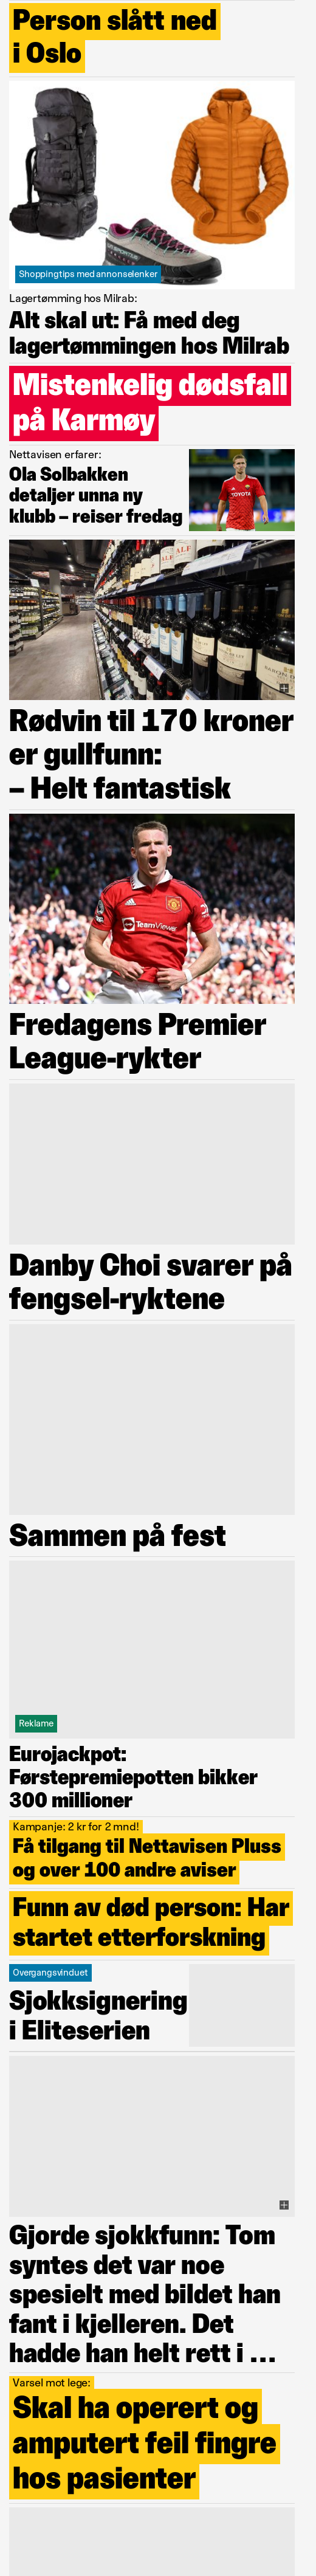 Person slått ned
i Oslo
Shoppingtips med annonselenker
Lagertømming hos Milrab:
Alt skal ut: Få med deg
lagertømmingen hos Milrab
Mistenkelig dødsfall
på Karmøy
Nettavisen erfarer:
Ola Solbakken
detaljer unna ny
klubb – reiser fredag
TOYOTA
ALF
Rødvin til 170 kroner
er gullfunn:
– Helt fantastisk
TeamViewer
Fredagens Premier
League-rykter
Danby Choi svarer på
fengsel-ryktene
Sammen på fest
Reklame
Eurojackpot:
Førstepremiepotten bikker
300 millioner
Kampanje: 2 kr for 2 mnd!
Få tilgang til Nettavisen Pluss
og over 100 andre aviser
Funn av død person: Har
startet etterforskning
Overgangsvinduet
Sjokksignering
i Eliteserien
Gjorde sjokkfunn: Tom
syntes det var noe
spesielt med bildet han
fant i kjelleren. Det
hadde han helt rett i …
Varsel mot lege:
Skal ha operert og
amputert feil fingre
hos pasienter